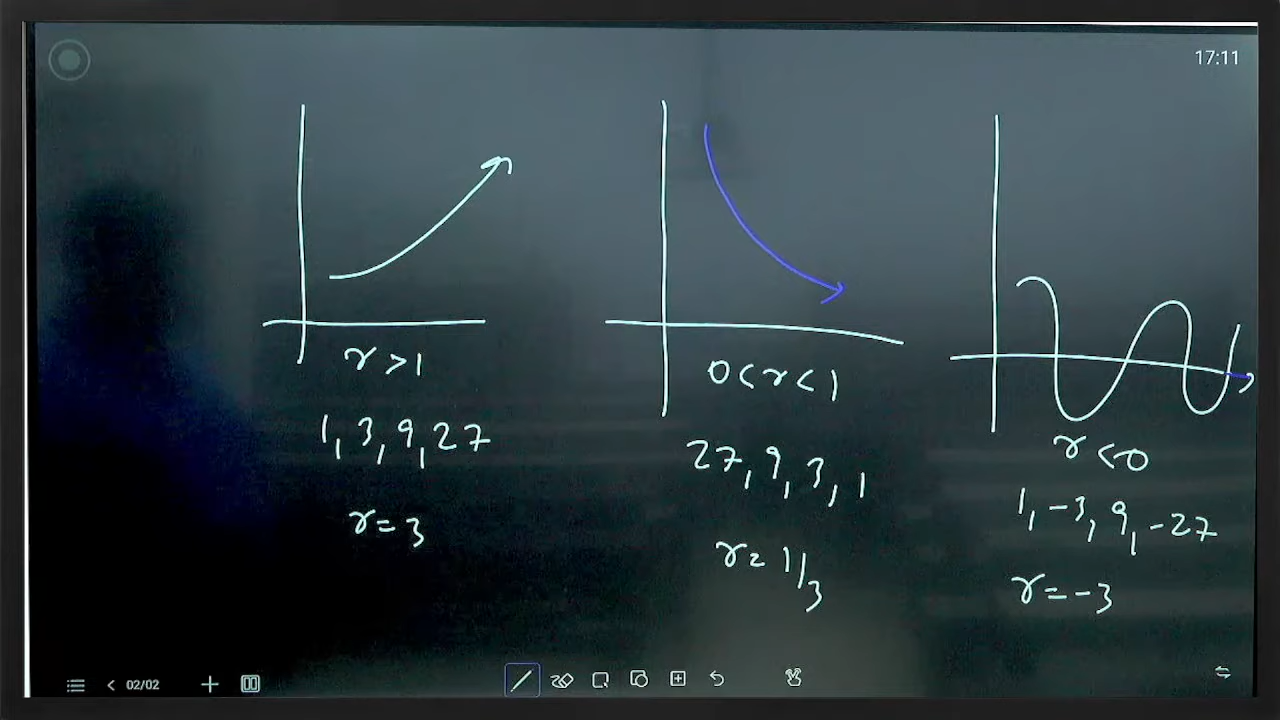 17:11
r > 1
1, 3, 9, 27
r = 3
0 < r < 1
27, 9, 3, 1
r = 1/3
r < 0
1, -3, 9, -27
r = -3
02/02